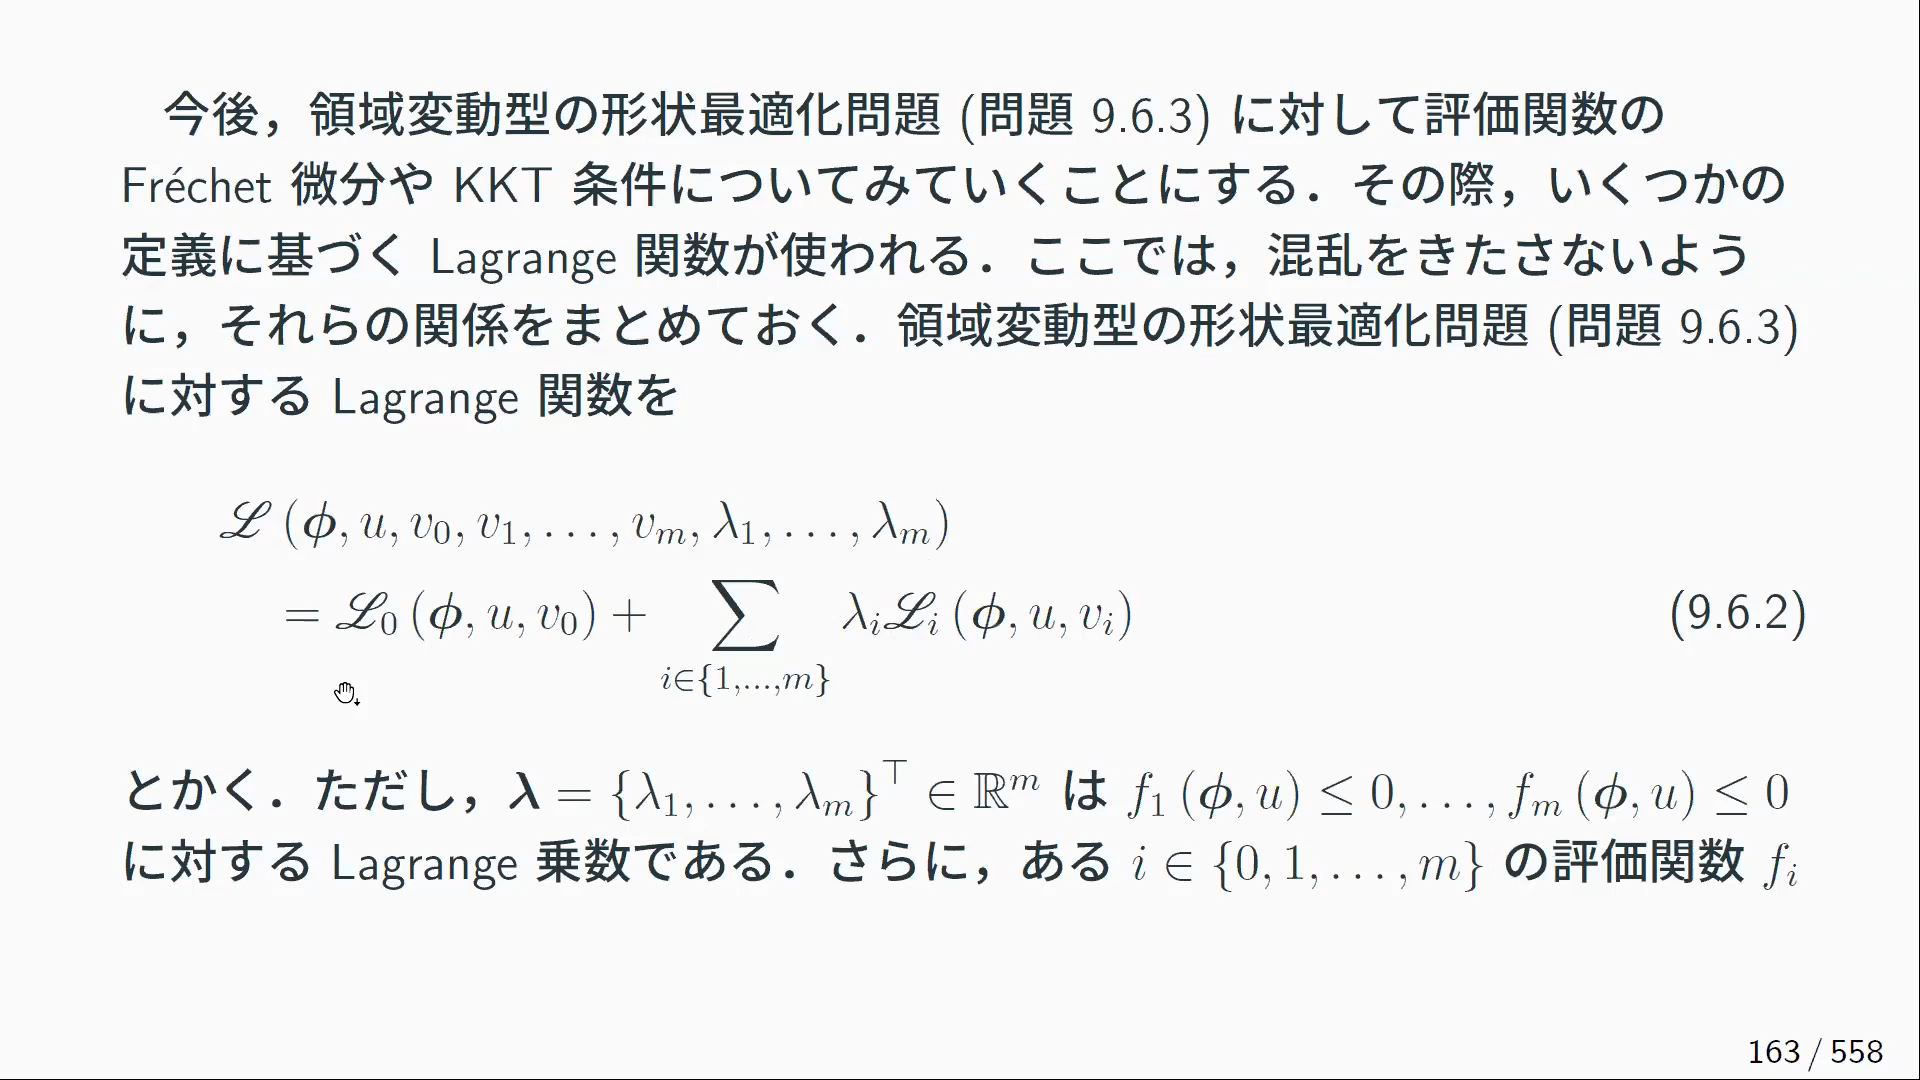 今後，領域変動型の形状最適化問題 (問題 9.6.3) に対して評価関数の
Fréchet 微分や KKT 条件についてみていくことにする．その際，いくつかの
定義に基づく Lagrange 関数が使われる．ここでは，混乱をきたさないよう
に，それらの関係をまとめておく．領域変動型の形状最適化問題 (問題 9.6.3)
に対する Lagrange 関数を
ℒ (ϕ, u, v₀, v₁, . . . , vₘ, λ₁, . . . , λₘ)
= ℒ₀ (ϕ, u, v₀) + ∑_{i∈{1,...,m}} λᵢℒᵢ (ϕ, u, vᵢ) (9.6.2)
とかく．ただし，λ = {λ₁, . . . , λₘ}^⊤ ∈ ℝᵐ は f₁ (ϕ, u) ≤ 0, . . . , fₘ (ϕ, u) ≤ 0
に対する Lagrange 乗数である．さらに，ある i ∈ {0, 1, . . . , m} の評価関数 fᵢ
163 / 558